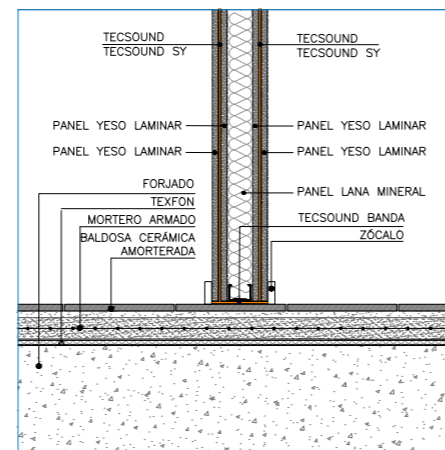 TECSOUND
TECSOUND SY
TECSOUND
TECSOUND SY
PANEL YESO LAMINAR
PANEL YESO LAMINAR
PANEL YESO LAMINAR
PANEL YESO LAMINAR
FORJADO
TEXFON
MORTERO ARMADO
BALDOSA CERÁMICA
AMORTERADA
PANEL LANA MINERAL
TECSOUND BANDA
ZÓCALO